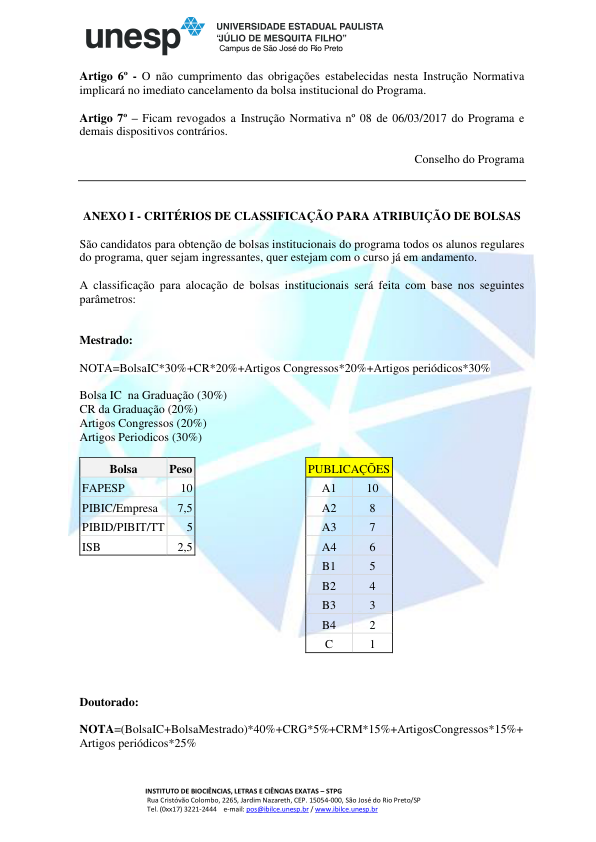 unesp
UNIVERSIDADE ESTADUAL PAULISTA
“JÚLIO DE MESQUITA FILHO”
Campus de São José do Rio Preto
Artigo 6º - O não cumprimento das obrigações estabelecidas nesta Instrução Normativa
implicará no imediato cancelamento da bolsa institucional do Programa.
Artigo 7º – Ficam revogados a Instrução Normativa nº 08 de 06/03/2017 do Programa e
demais dispositivos contrários.
Conselho do Programa
ANEXO I - CRITÉRIOS DE CLASSIFICAÇÃO PARA ATRIBUIÇÃO DE BOLSAS
São candidatos para obtenção de bolsas institucionais do programa todos os alunos regulares
do programa, quer sejam ingressantes, quer estejam com o curso já em andamento.
A classificação para alocação de bolsas institucionais será feita com base nos seguintes
parâmetros:
Mestrado:
NOTA=BolsaIC*30%+CR*20%+Artigos Congressos*20%+Artigos periódicos*30%
Bolsa IC na Graduação (30%)
CR da Graduação (20%)
Artigos Congressos (20%)
Artigos Periodicos (30%)
Bolsa Peso
FAPESP 10
PIBIC/Empresa 7,5
PIBID/PIBIT/TT 5
ISB 2,5
PUBLICAÇÕES
A1 10
A2 8
A3 7
A4 6
B1 5
B2 4
B3 3
B4 2
C 1
Doutorado:
NOTA=(BolsaIC+BolsaMestrado)*40%+CRG*5%+CRM*15%+ArtigosCongressos*15%+
Artigos periódicos*25%
INSTITUTO DE BIOCIÊNCIAS, LETRAS E CIÊNCIAS EXATAS – STPG
Rua Cristóvão Colombo, 2265, Jardim Nazareth, CEP. 15054-000, São José do Rio Preto/SP
Tel. (0xx17) 3221-2444 e-mail: pos@ibilce.unesp.br / www.ibilce.unesp.br